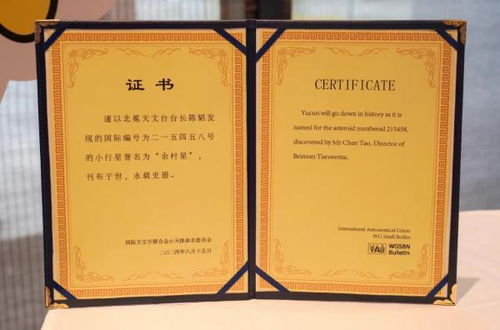 证书
谨以北冕天文台台长陈韬发
现的国际编号为二一五四五八号
的小行星誉名为“余村星”，
刊布于世，永载史册。
国际天文学联合会小天体命名委员会
二〇二四年八月十五日
CERTIFICATE
Yucun will go down in history as it is
named for the asteroid numbered 215458,
discovered by Mr Chen Tao, Director of
Beimian Tianwentai.
International Astronomical Union
WG Small Bodies
IAU
WGSBN
Bulletin